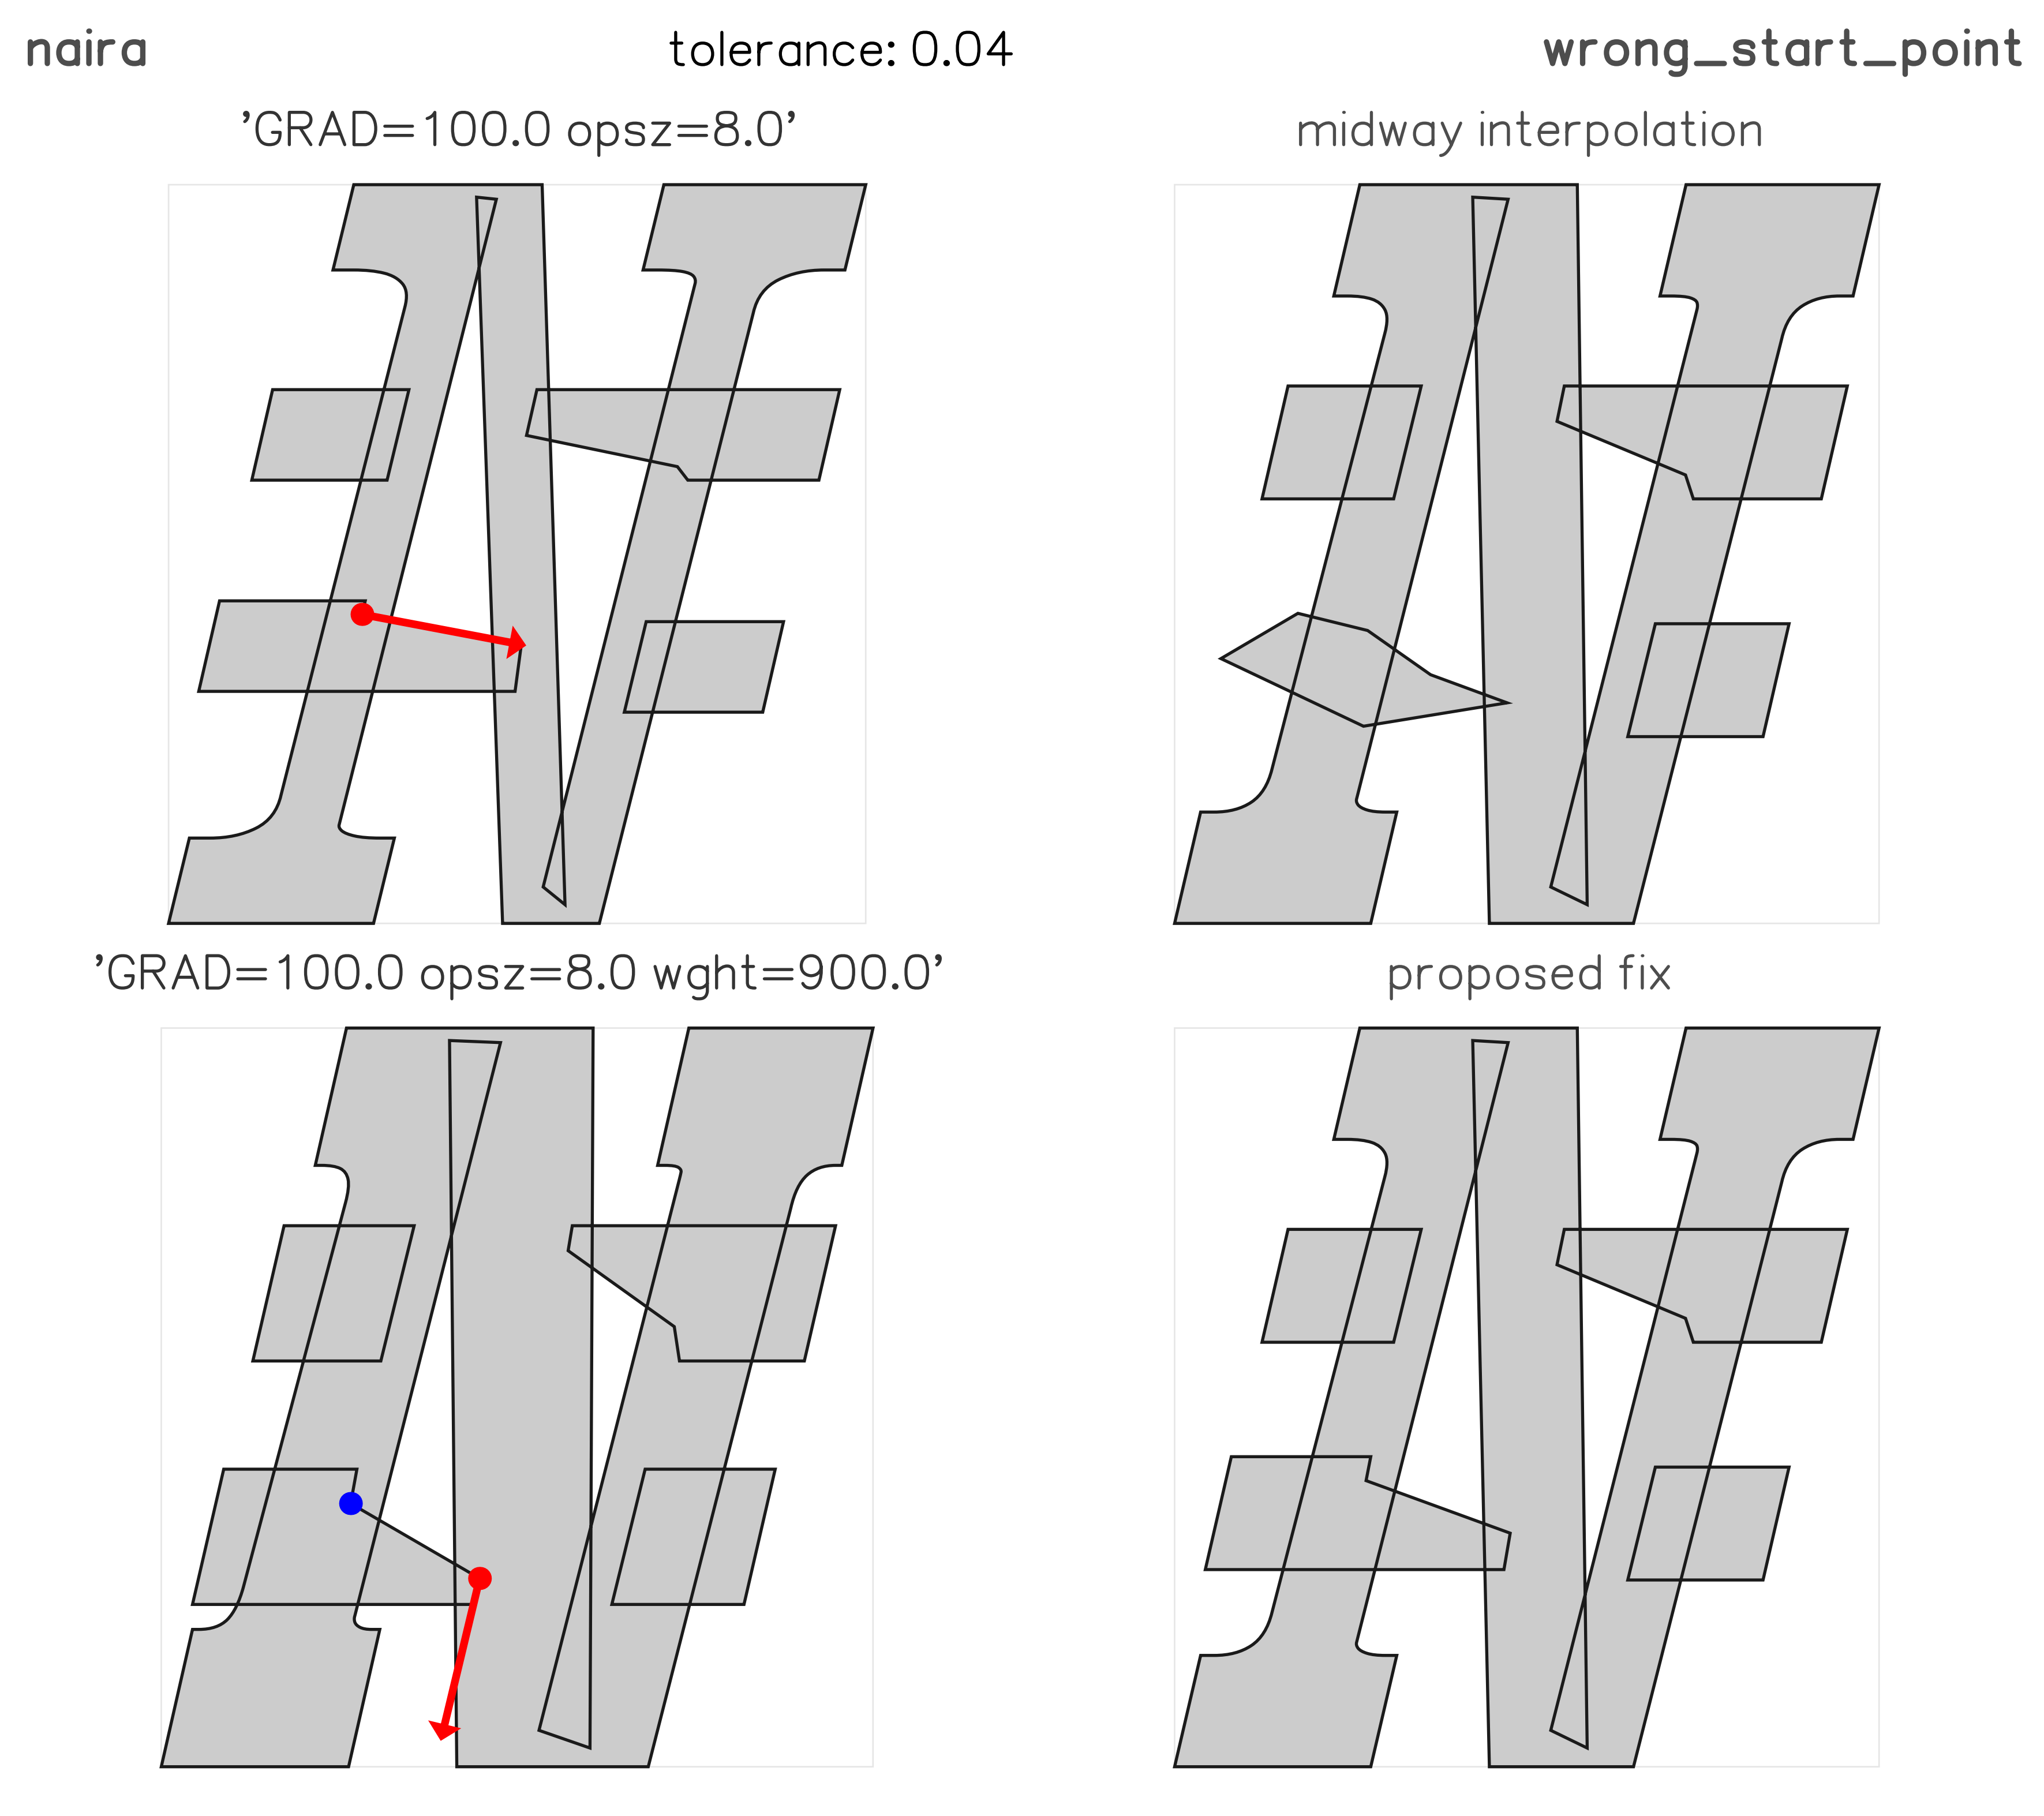 naira tolerance: 0.04 wrong_start_point
'GRAD=100.0 opsz=8.0' midway interpolation
'GRAD=100.0 opsz=8.0 wght=900.0' proposed fix